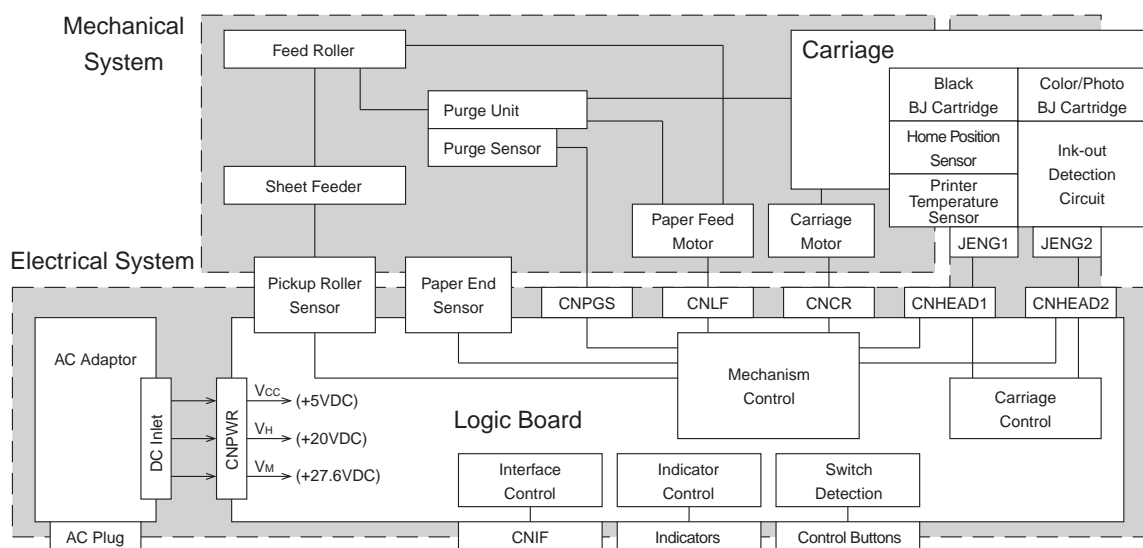 Mechanical
System
Feed Roller
Carriage
Black
BJ Cartridge
Color/Photo
BJ Cartridge
Purge Unit
Purge Sensor
Home Position
Sensor
Ink-out
Detection
Circuit
Sheet Feeder
Printer
Temperature
Sensor
Paper Feed
Motor
Carriage
Motor
JENG1
JENG2
Electrical System
Pickup Roller
Sensor
Paper End
Sensor
CNPGS
CNLF
CNCR
CNHEAD1
CNHEAD2
AC Adaptor
Mechanism
Control
Carriage
Control
DC Inlet
CNPWR
VCC
(+5VDC)
VH
(+20VDC)
VM
(+27.6VDC)
Logic Board
Interface
Control
Indicator
Control
Switch
Detection
AC Plug
CNIF
Indicators
Control Buttons